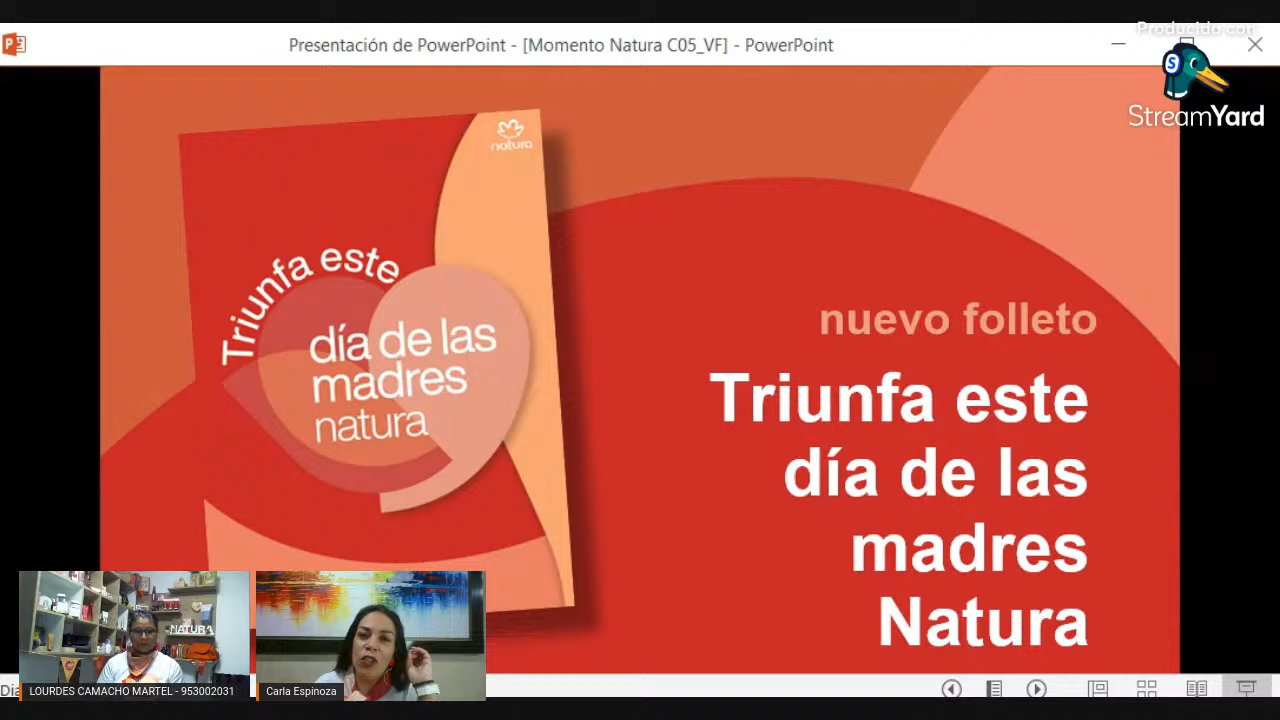 Producido con
Presentación de PowerPoint - [Momento Natura C05_VF] - PowerPoint
StreamYard
natura
Triunfa este
día de las
madres
natura
nuevo folleto
Triunfa este
día de las
madres
Natura
NATURA
LOURDES CAMACHO MARTEL - 953002031
Carla Espinoza